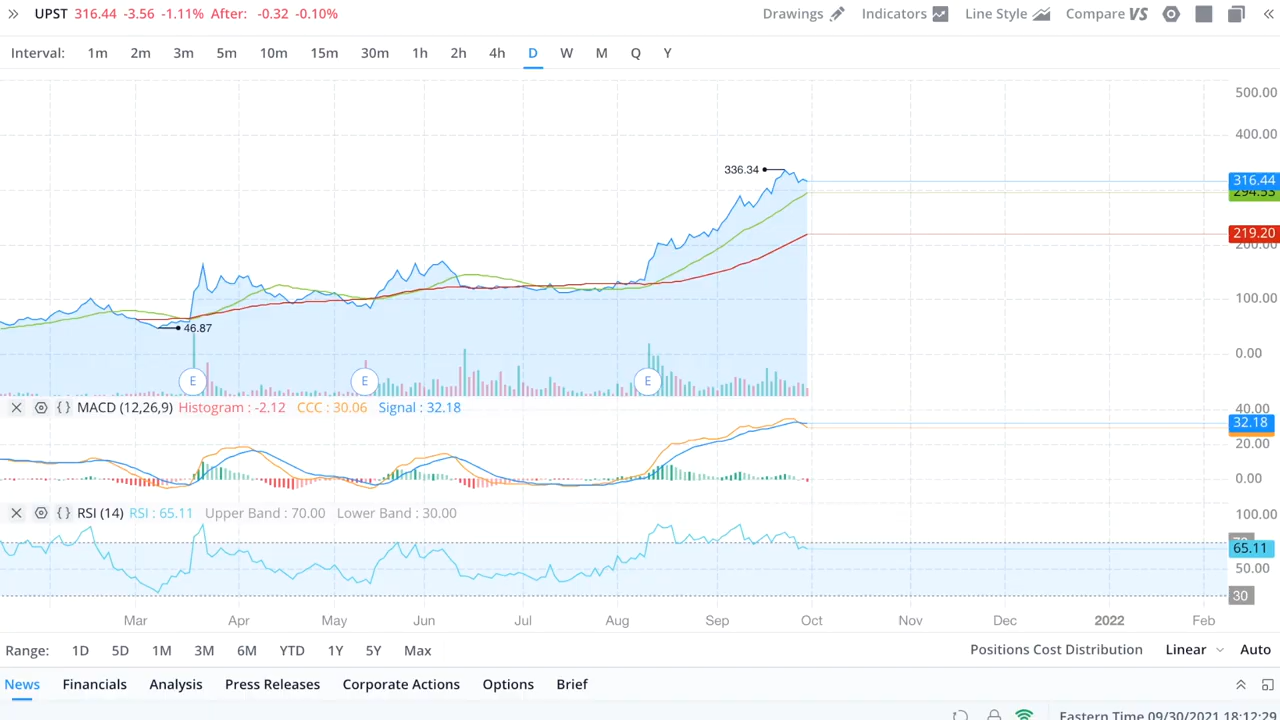 UPST 316.44 -3.56 -1.11% After: -0.32 -0.10% Drawings Indicators Line Style Compare VS
Interval: 1m 2m 3m 5m 10m 15m 30m 1h 2h 4h D W M Q Y
500.00
400.00
336.34
316.44
294.53
219.20
200.00
100.00
46.87
0.00
E E E
MACD (12,26,9) Histogram : -2.12 CCC : 30.06 Signal : 32.18
40.00
32.18
20.00
0.00
RSI (14) RSI : 65.11 Upper Band : 70.00 Lower Band : 30.00
100.00
70
65.11
50.00
30
Mar Apr May Jun Jul Aug Sep Oct Nov Dec 2022 Feb
Range: 1D 5D 1M 3M 6M YTD 1Y 5Y Max Positions Cost Distribution Linear Auto
News Financials Analysis Press Releases Corporate Actions Options Brief
Eastern Time 09/30/2021 18:12:29